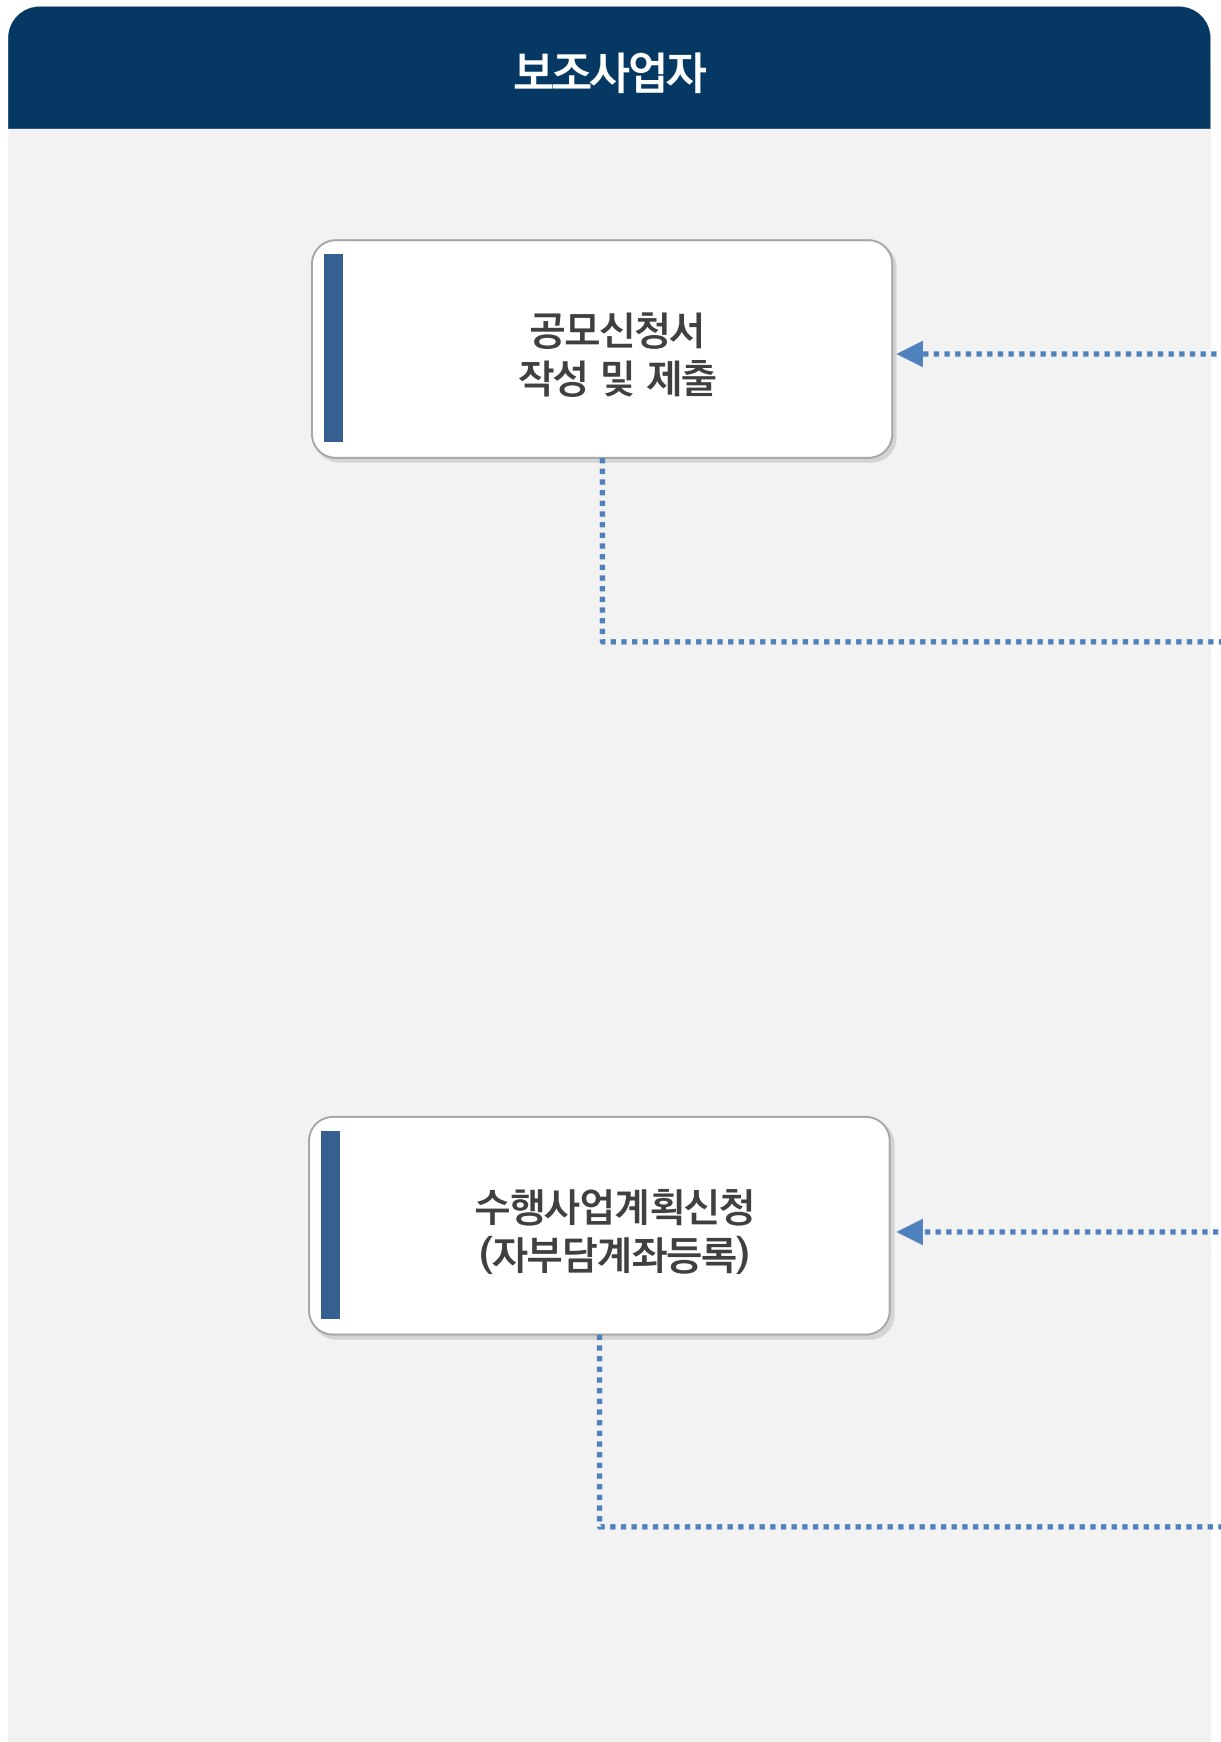 보조사업자
공모신청서
작성 및 제출
수행사업계획신청
(자부담계좌등록)